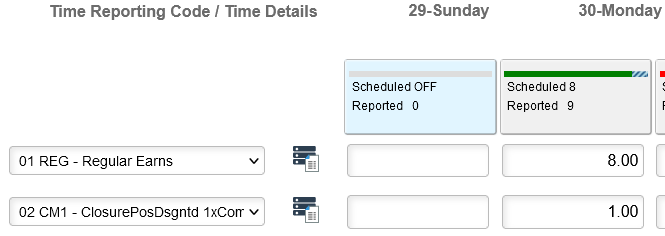 Time Reporting Code / Time Details 29-Sunday 30-Monday
Scheduled OFF Scheduled 8
Reported 0 Reported 9
01 REG - Regular Earns 8.00
02 CM1 - ClosurePosDsgntd 1xCom 1.00